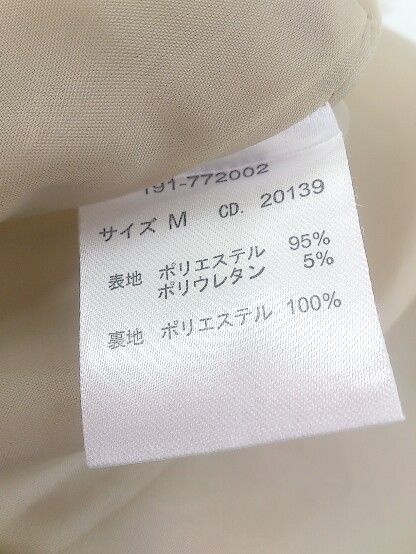 191-772002
サイズ M CD. 20139
表地 ポリエステル 95%
ポリウレタン 5%
裏地 ポリエステル 100%